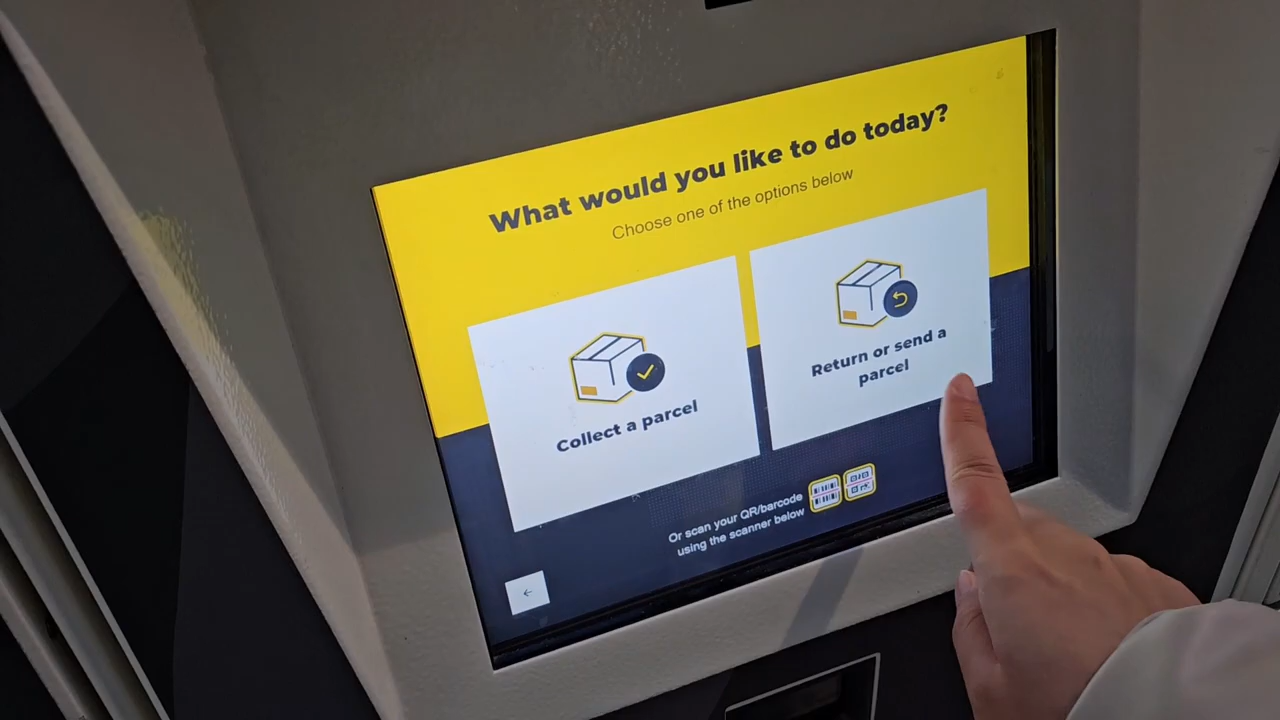 What would you like to do today?
Choose one of the options below
Collect a parcel
Return or send a
parcel
Or scan your QR/barcode
using the scanner below